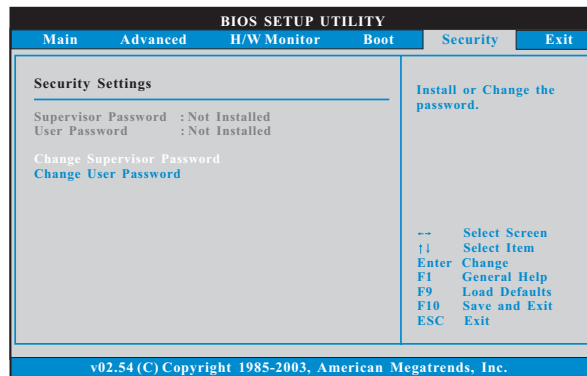 BIOS SETUP UTILITY
Main Advanced H/W Monitor Boot Security Exit
Security Settings
Supervisor Password : Not Installed
User Password : Not Installed
Change Supervisor Password
Change User Password
Install or Change the
password.
←→ Select Screen
↑↓ Select Item
Enter Change
F1 General Help
F9 Load Defaults
F10 Save and Exit
ESC Exit
v02.54 (C) Copyright 1985-2003, American Megatrends, Inc.